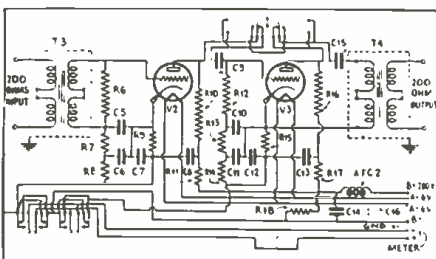 T3
T4
C15
200
OHMS
INPUT
200
OHM
OUTPUT
R6
V2
C9
R10
R12
V3
R16
C5
R9
R13
C10
R15
R7
R8
C6
C7
R11
C8
C11
C12
C13
R17
AFC2
R18
C14
C16
B+ 280V
A-6V
A-6V
B-
GND
METER